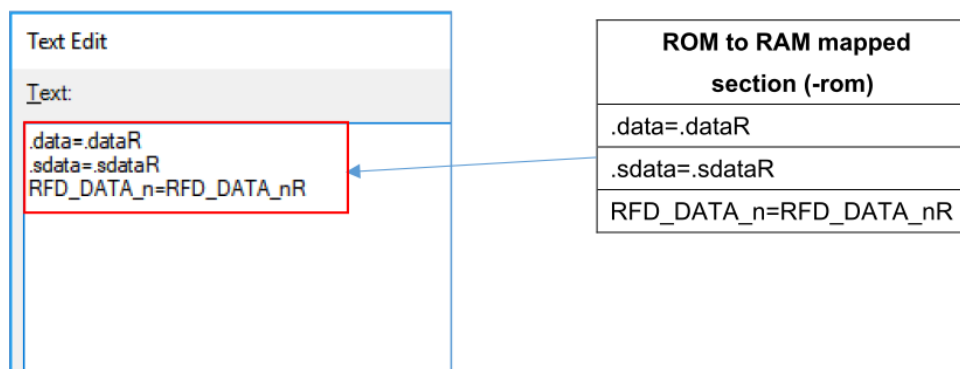 Text Edit
Text:
.data=.dataR
.sdata=.sdataR
RFD_DATA_n=RFD_DATA_nR
ROM to RAM mapped
section (-rom)
.data=.dataR
.sdata=.sdataR
RFD_DATA_n=RFD_DATA_nR